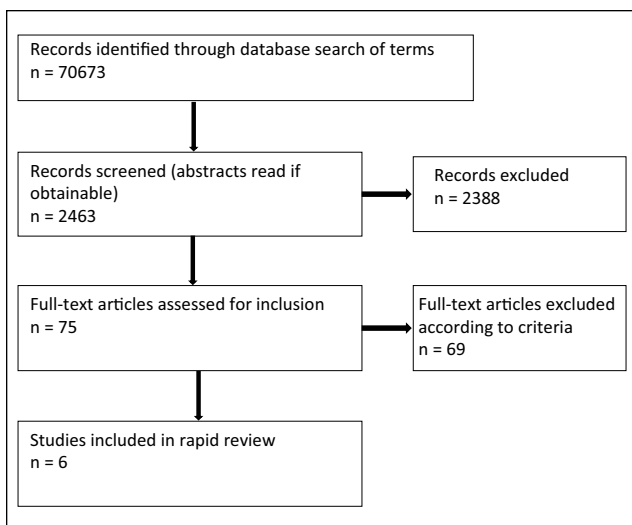 Records identified through database search of terms
n = 70673
Records screened (abstracts read if
obtainable)
n = 2463
Records excluded
n = 2388
Full-text articles assessed for inclusion
n = 75
Full-text articles excluded
according to criteria
n = 69
Studies included in rapid review
n = 6